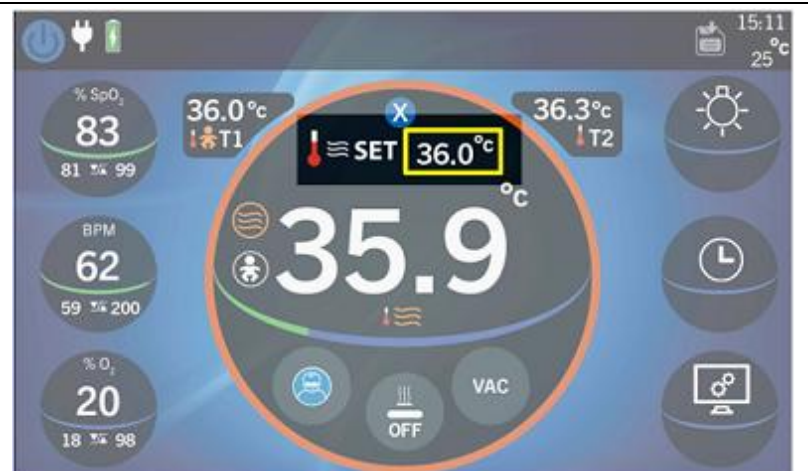 15:11
25°c
% SpO₂
83
81 99
36.0°c
T1
X
36.3°c
T2
SET 36.0°c
35.9°c
BPM
62
59 200
% O₂
20
18 98
OFF
VAC